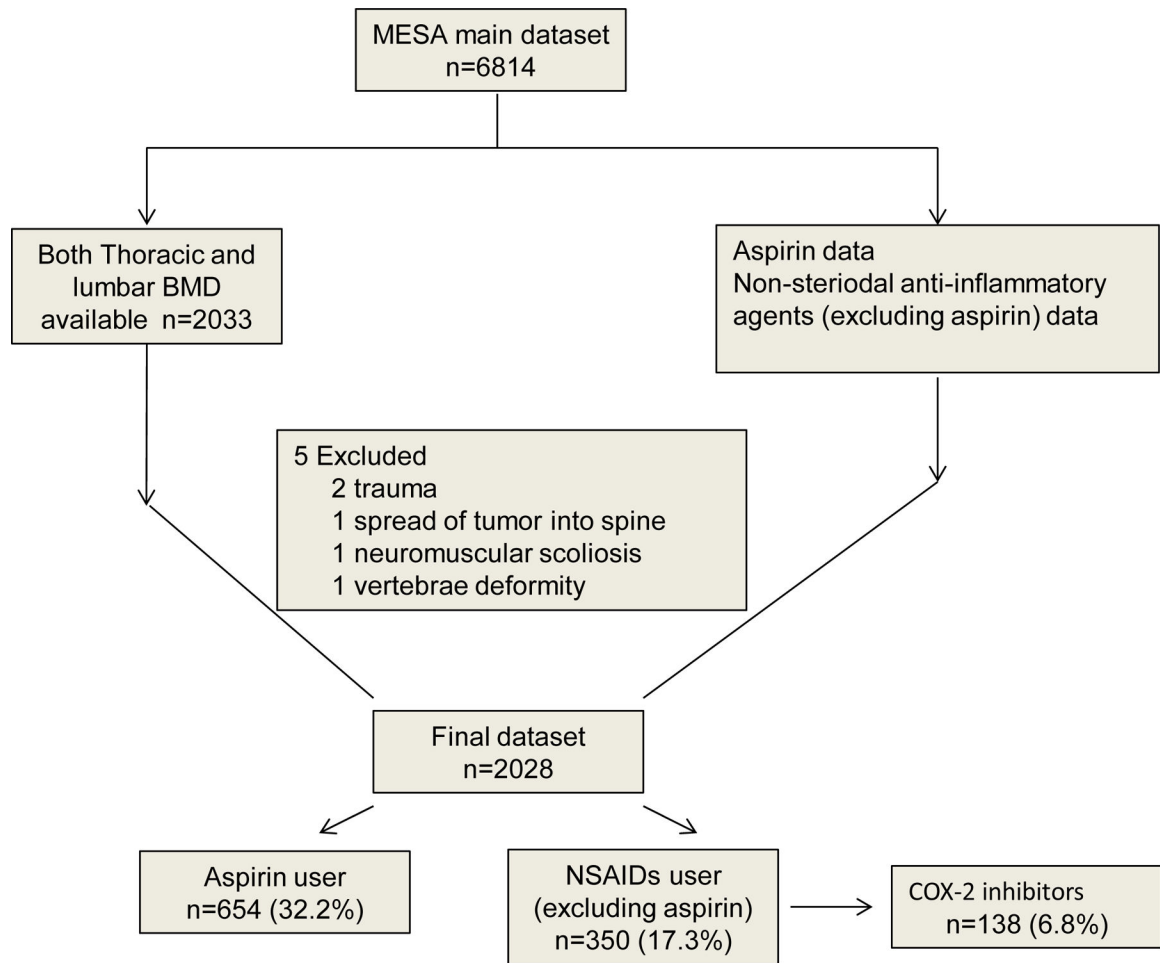 MESA main dataset
n=6814
Both Thoracic and
lumbar BMD
available n=2033
Aspirin data
Non-steriodal anti-inflammatory
agents (excluding aspirin) data
5 Excluded
2 trauma
1 spread of tumor into spine
1 neuromuscular scoliosis
1 vertebrae deformity
Final dataset
n=2028
Aspirin user
n=654 (32.2%)
NSAIDs user
(excluding aspirin)
n=350 (17.3%)
COX-2 inhibitors
n=138 (6.8%)